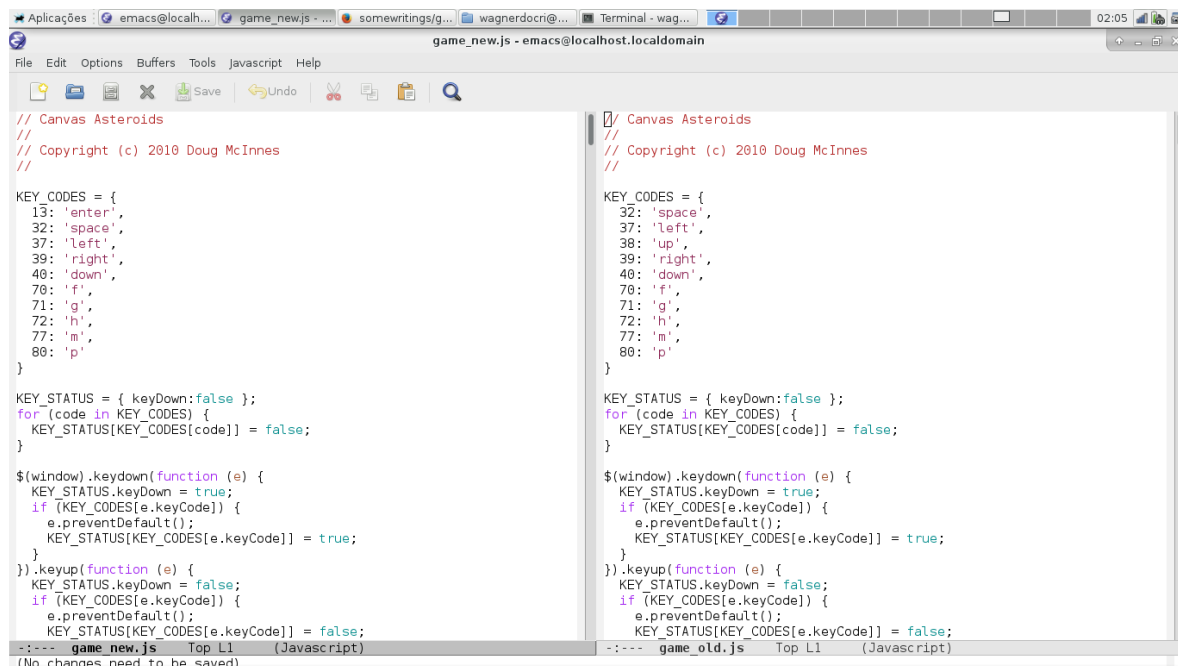 Aplicações emacs@localh... game_new.js - ... somewritings/g... wagnerdocri@... Terminal - wag... 02:05
game_new.js - emacs@localhost.localdomain
File Edit Options Buffers Tools Javascript Help
Save Undo
// Canvas Asteroids
//
// Copyright (c) 2010 Doug McInnes
//
KEY_CODES = {
13: 'enter',
32: 'space',
37: 'left',
39: 'right',
40: 'down',
70: 'f',
71: 'g',
72: 'h',
77: 'm',
80: 'p'
}
KEY_STATUS = { keyDown:false };
for (code in KEY_CODES) {
KEY_STATUS[KEY_CODES[code]] = false;
}
$(window).keydown(function (e) {
KEY_STATUS.keyDown = true;
if (KEY_CODES[e.keyCode]) {
e.preventDefault();
KEY_STATUS[KEY_CODES[e.keyCode]] = true;
}
}).keyup(function (e) {
KEY_STATUS.keyDown = false;
if (KEY_CODES[e.keyCode]) {
e.preventDefault();
KEY_STATUS[KEY_CODES[e.keyCode]] = false;
-:--- game_new.js Top L1 (Javascript)
// Canvas Asteroids
//
// Copyright (c) 2010 Doug McInnes
//
KEY_CODES = {
32: 'space',
37: 'left',
38: 'up',
39: 'right',
40: 'down',
70: 'f',
71: 'g',
72: 'h',
77: 'm',
80: 'p'
}
KEY_STATUS = { keyDown:false };
for (code in KEY_CODES) {
KEY_STATUS[KEY_CODES[code]] = false;
}
$(window).keydown(function (e) {
KEY_STATUS.keyDown = true;
if (KEY_CODES[e.keyCode]) {
e.preventDefault();
KEY_STATUS[KEY_CODES[e.keyCode]] = true;
}
}).keyup(function (e) {
KEY_STATUS.keyDown = false;
if (KEY_CODES[e.keyCode]) {
e.preventDefault();
KEY_STATUS[KEY_CODES[e.keyCode]] = false;
-:--- game_old.js Top L1 (Javascript)
(No changes need to be saved)